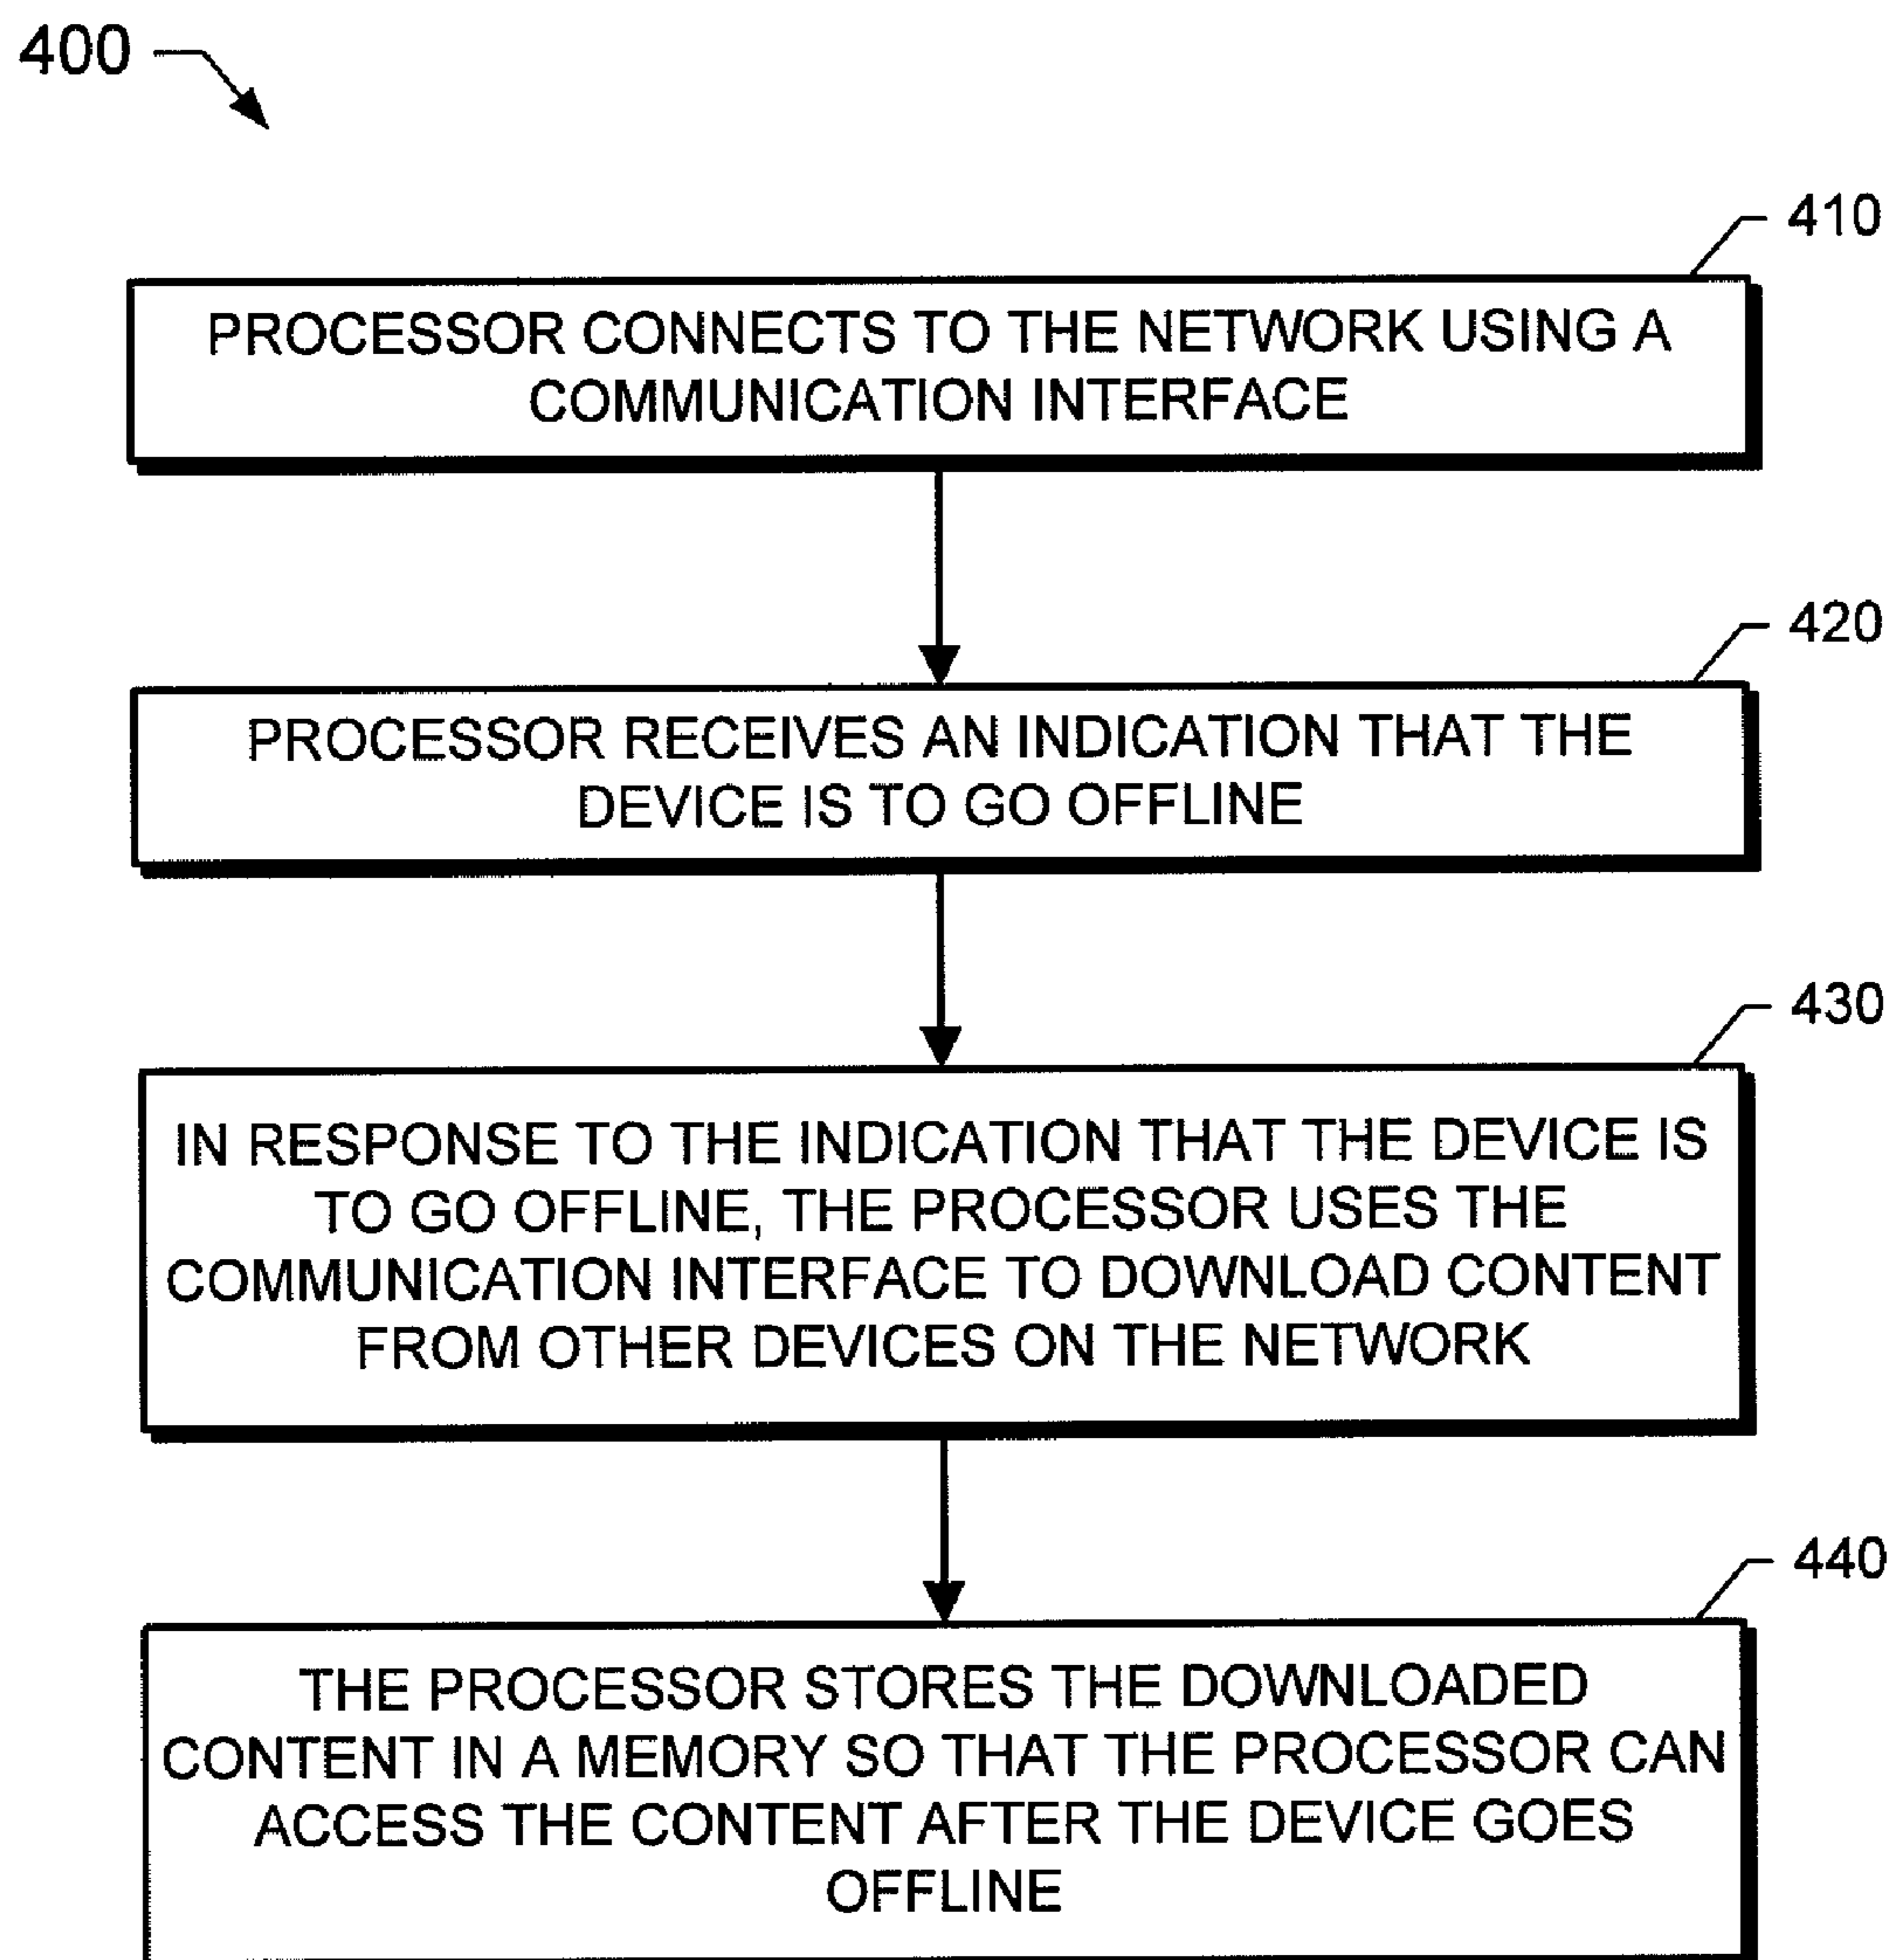 400
410
PROCESSOR CONNECTS TO THE NETWORK USING A
COMMUNICATION INTERFACE
420
PROCESSOR RECEIVES AN INDICATION THAT THE
DEVICE IS TO GO OFFLINE
430
IN RESPONSE TO THE INDICATION THAT THE DEVICE IS
TO GO OFFLINE, THE PROCESSOR USES THE
COMMUNICATION INTERFACE TO DOWNLOAD CONTENT
FROM OTHER DEVICES ON THE NETWORK
440
THE PROCESSOR STORES THE DOWNLOADED
CONTENT IN A MEMORY SO THAT THE PROCESSOR CAN
ACCESS THE CONTENT AFTER THE DEVICE GOES
OFFLINE